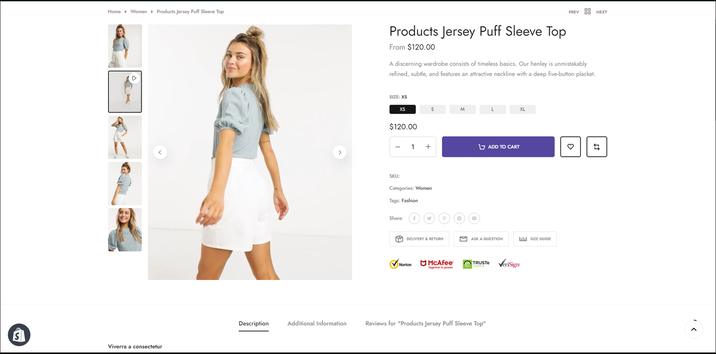 Home > Women > Products Jersey Puff Sleeve Top
PREV NEXT
Products Jersey Puff Sleeve Top
From $120.00
A discerning wardrobe consists of timeless basics. Our henley is unmistakably
refined, subtle, and features an attractive neckline with a deep five-button placket.
SIZE: XS
XS S M L XL
$120.00
− 1 +
ADD TO CART
SKU:
Categories: Women
Tags: Fashion
Share:
DELIVERY & RETURN
ASK A QUESTION
SIZE GUIDE
Norton
McAfee
TRUSTe
VeriSign
Description
Additional Information
Reviews for "Products Jersey Puff Sleeve Top"
Viverra a consectetur